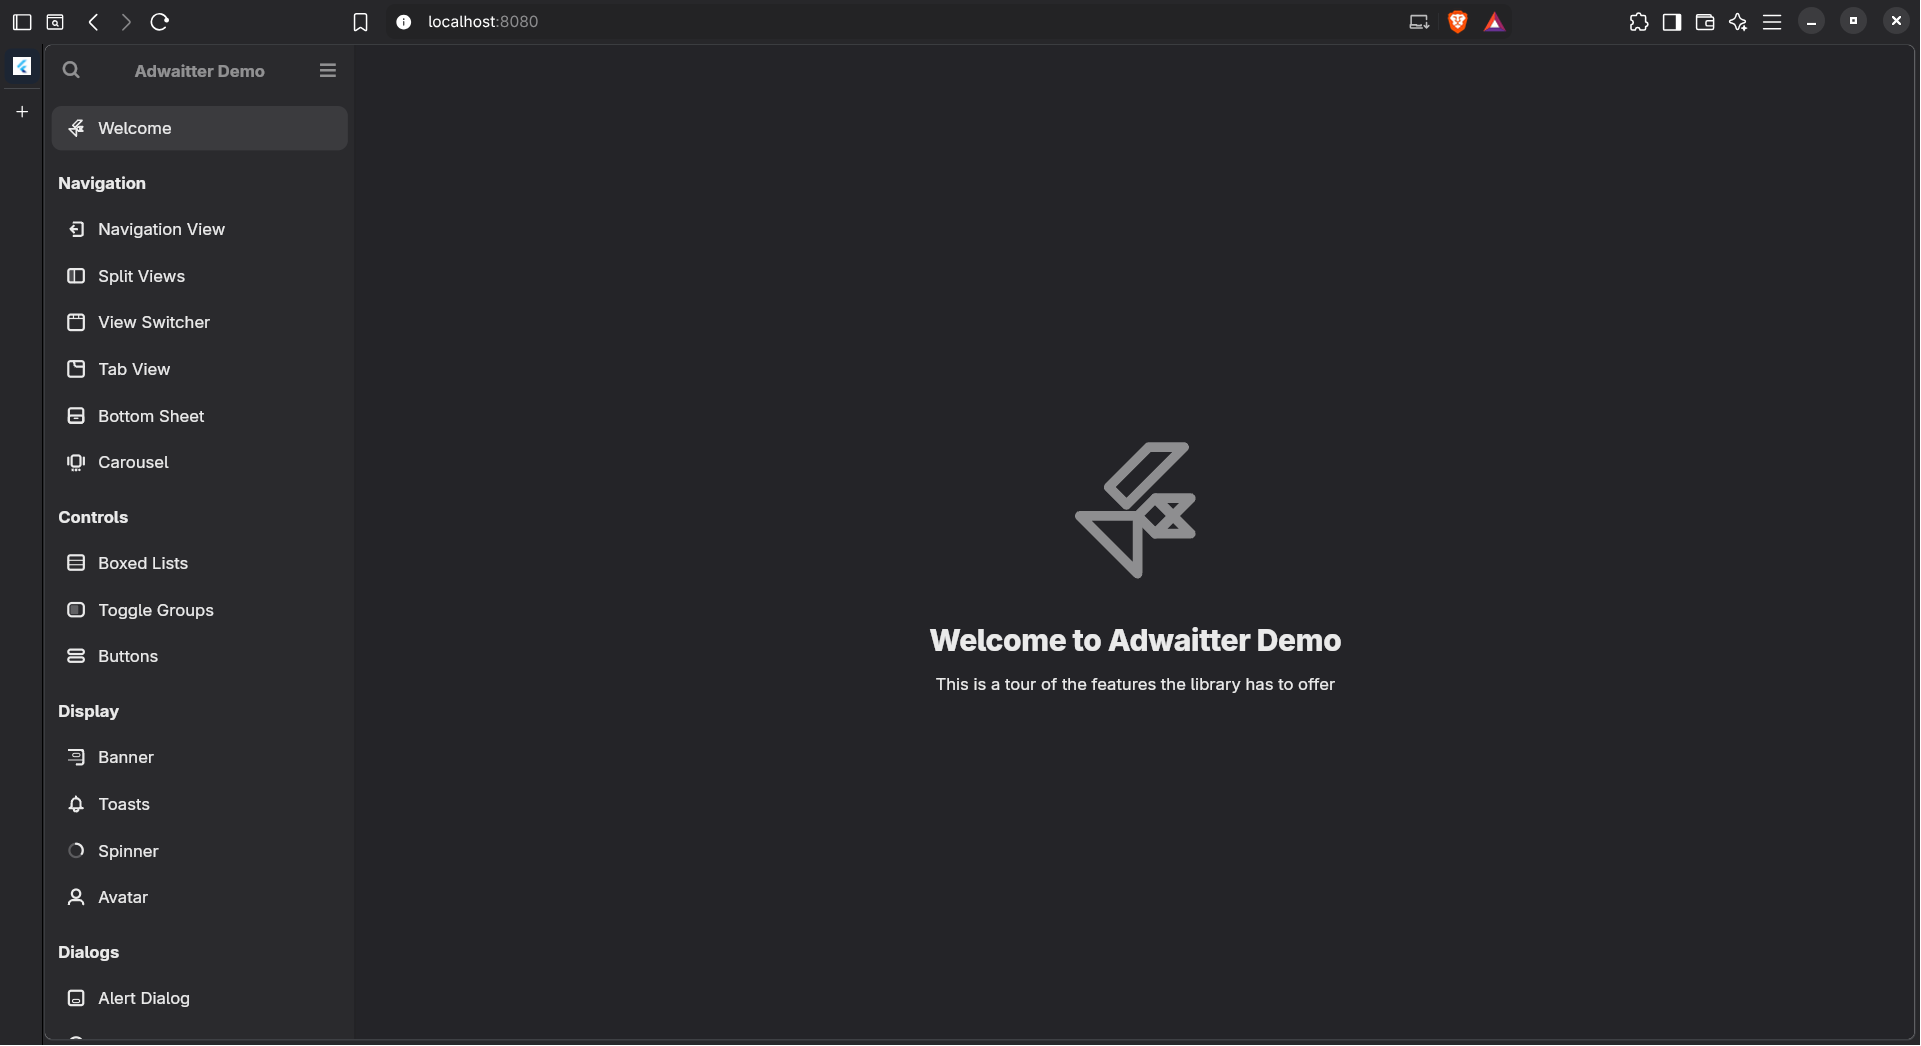 localhost:8080
Adwaitter Demo
Welcome
Navigation
Navigation View
Split Views
View Switcher
Tab View
Bottom Sheet
Carousel
Controls
Boxed Lists
Toggle Groups
Buttons
Display
Banner
Toasts
Spinner
Avatar
Dialogs
Alert Dialog
Welcome to Adwaitter Demo
This is a tour of the features the library has to offer